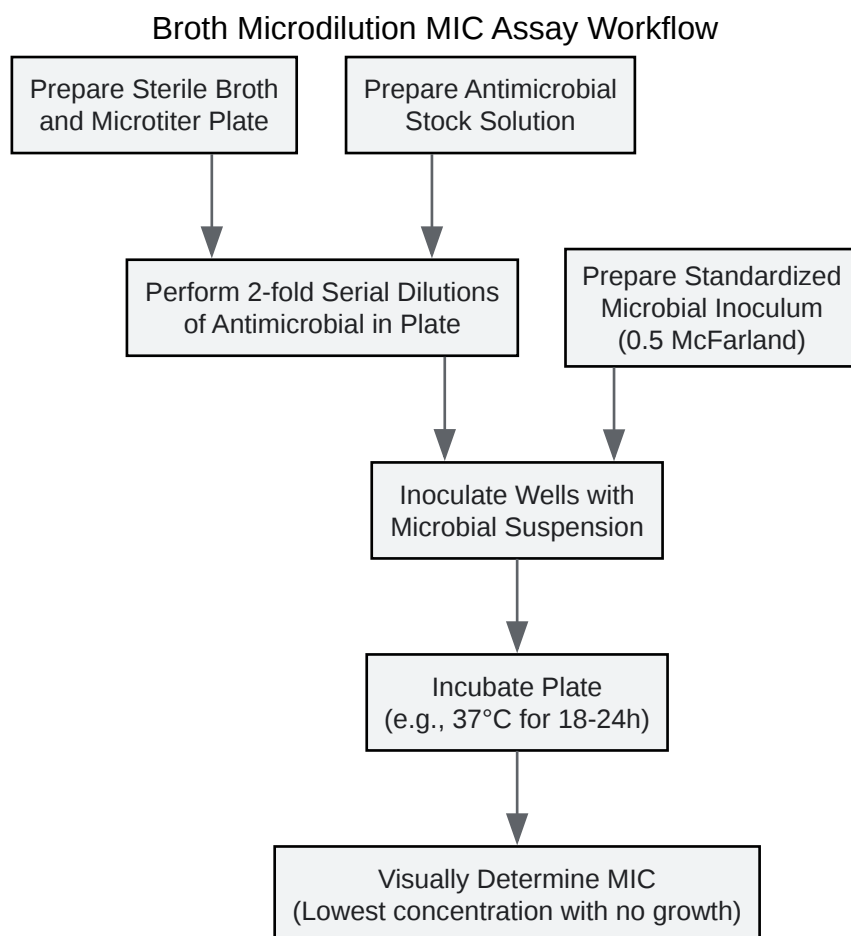 Broth Microdilution MIC Assay Workflow
Prepare Sterile Broth
and Microtiter Plate
Prepare Antimicrobial
Stock Solution
Perform 2-fold Serial Dilutions
of Antimicrobial in Plate
Prepare Standardized
Microbial Inoculum
(0.5 McFarland)
Inoculate Wells with
Microbial Suspension
Incubate Plate
(e.g., 37°C for 18-24h)
Visually Determine MIC
(Lowest concentration with no growth)